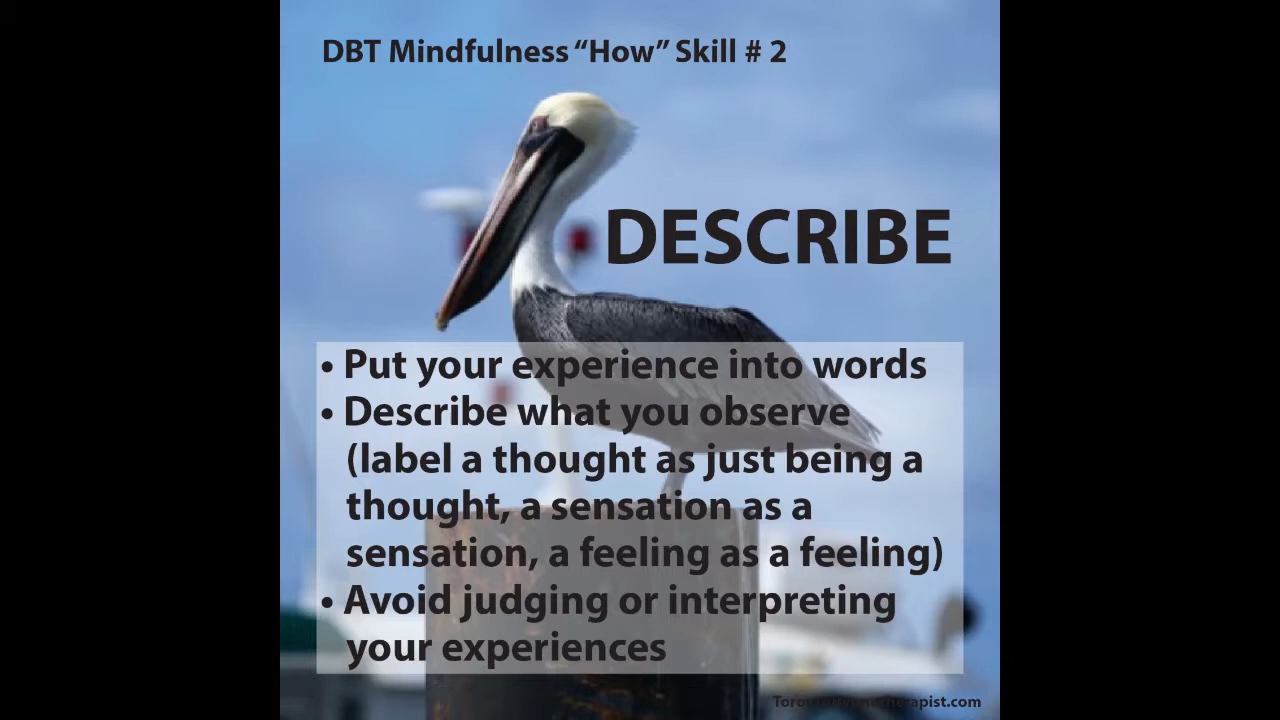 DBT Mindfulness “How” Skill # 2
DESCRIBE
• Put your experience into words
• Describe what you observe
(label a thought as just being a
thought, a sensation as a
sensation, a feeling as a feeling)
• Avoid judging or interpreting
your experiences